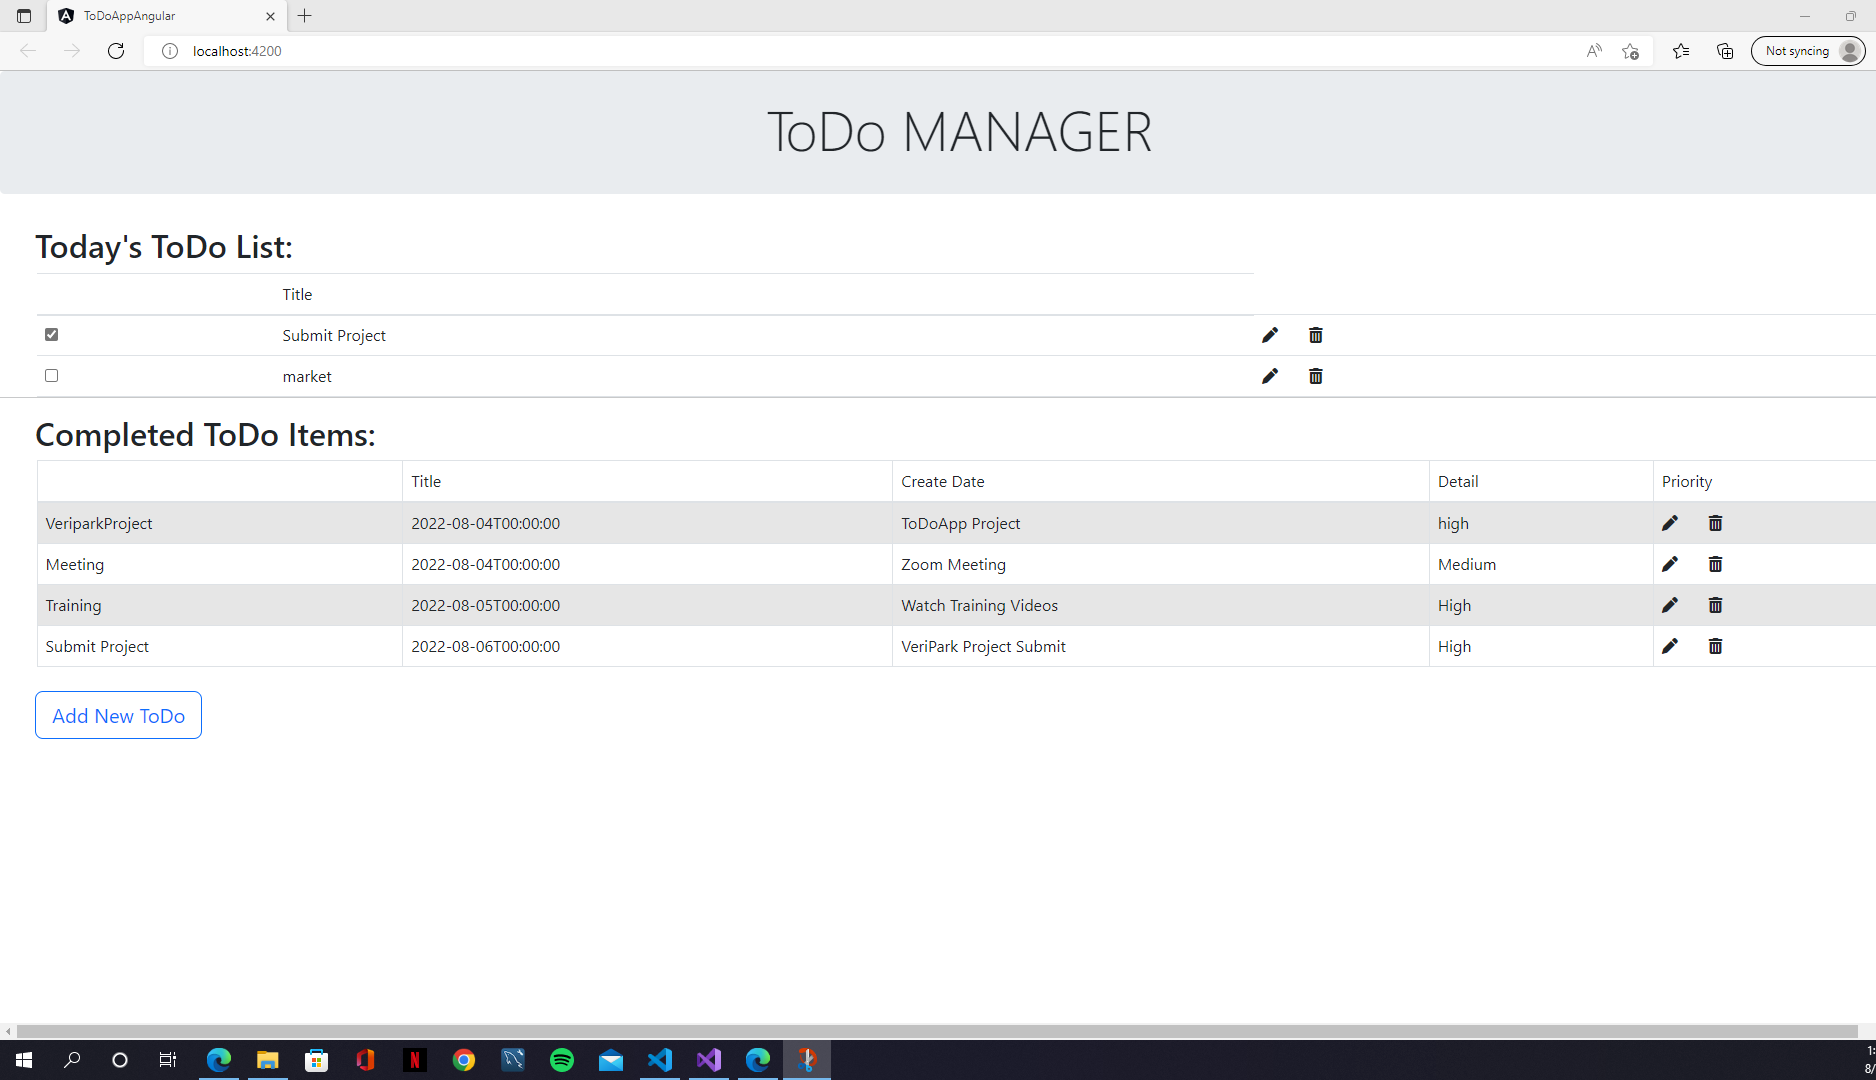 ToDoAppAngular
localhost:4200
Not syncing
ToDo MANAGER
Today's ToDo List:
Title
Submit Project
market
Completed ToDo Items:
Title Create Date Detail Priority
VeriparkProject 2022-08-04T00:00:00 ToDoApp Project high
Meeting 2022-08-04T00:00:00 Zoom Meeting Medium
Training 2022-08-05T00:00:00 Watch Training Videos High
Submit Project 2022-08-06T00:00:00 VeriPark Project Submit High
Add New ToDo
1:
8/